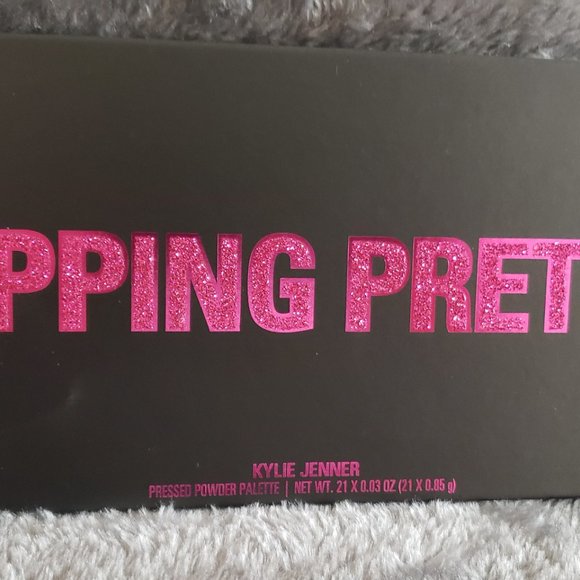 PPING PRET
KYLIE JENNER
PRESSED POWDER PALETTE | NET WT. 21 X 0.03 OZ (21 X 0.85 g)